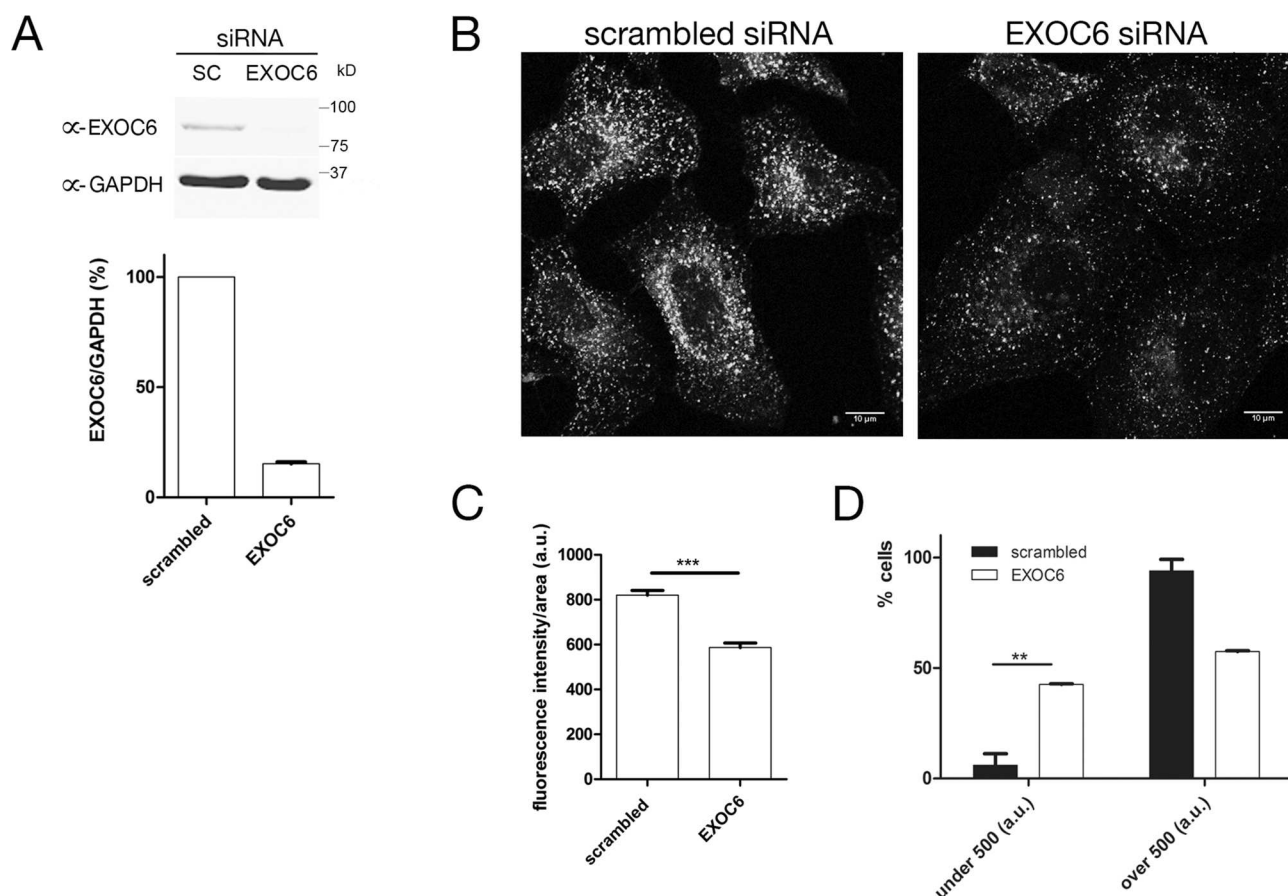 A
siRNA
SC EXOC6 kD
100
∝-EXOC6
75
37
∝-GAPDH
EXOC6/GAPDH (%)
100
50
0
scrambled
EXOC6
B
scrambled siRNA
EXOC6 siRNA
10 µm
10 µm
C
fluorescence intensity/area (a.u.)
1000
800
600
400
200
0
***
scrambled
EXOC6
D
% cells
100
50
0
scrambled
EXOC6
**
under 500 (a.u.)
over 500 (a.u.)